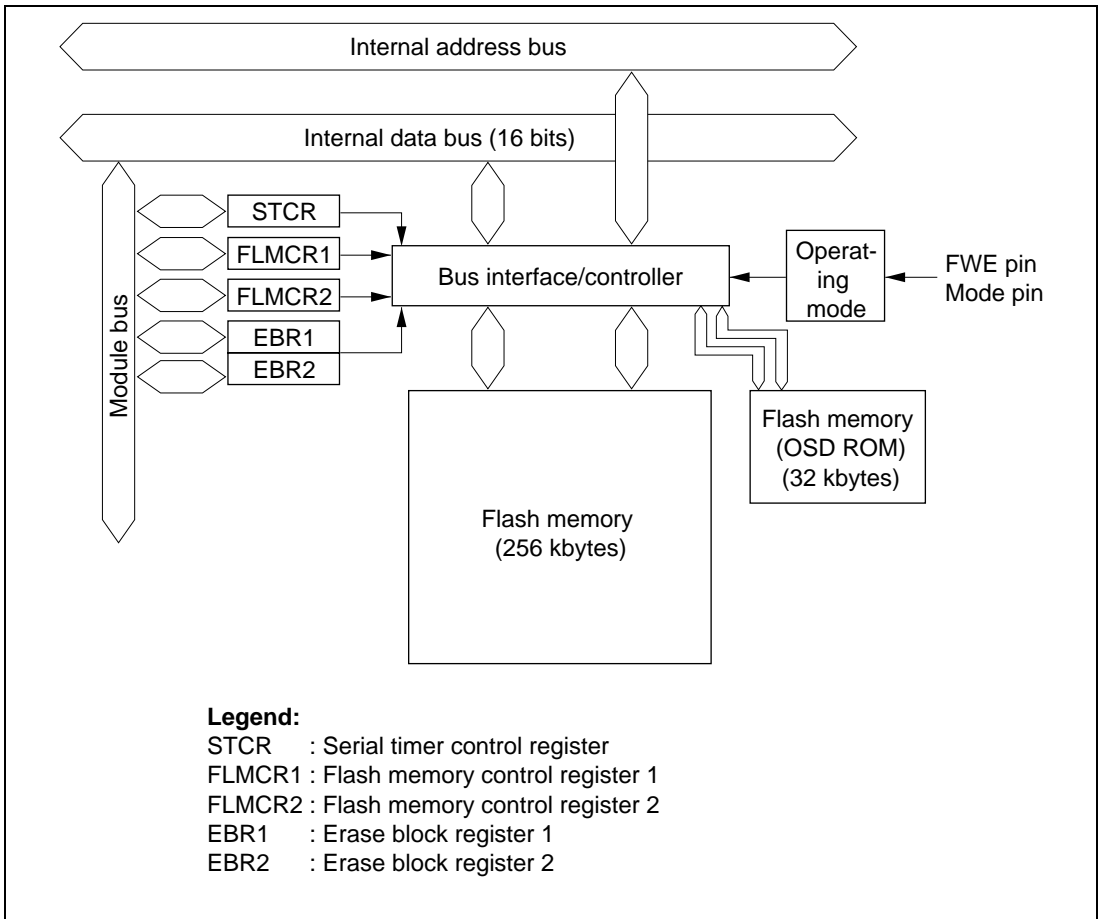 Internal address bus
Internal data bus (16 bits)
Module bus
STCR
FLMCR1
FLMCR2
EBR1
EBR2
Bus interface/controller
Operat-
ing
mode
FWE pin
Mode pin
Flash memory
(OSD ROM)
(32 kbytes)
Flash memory
(256 kbytes)
Legend:
STCR : Serial timer control register
FLMCR1 : Flash memory control register 1
FLMCR2 : Flash memory control register 2
EBR1 : Erase block register 1
EBR2 : Erase block register 2